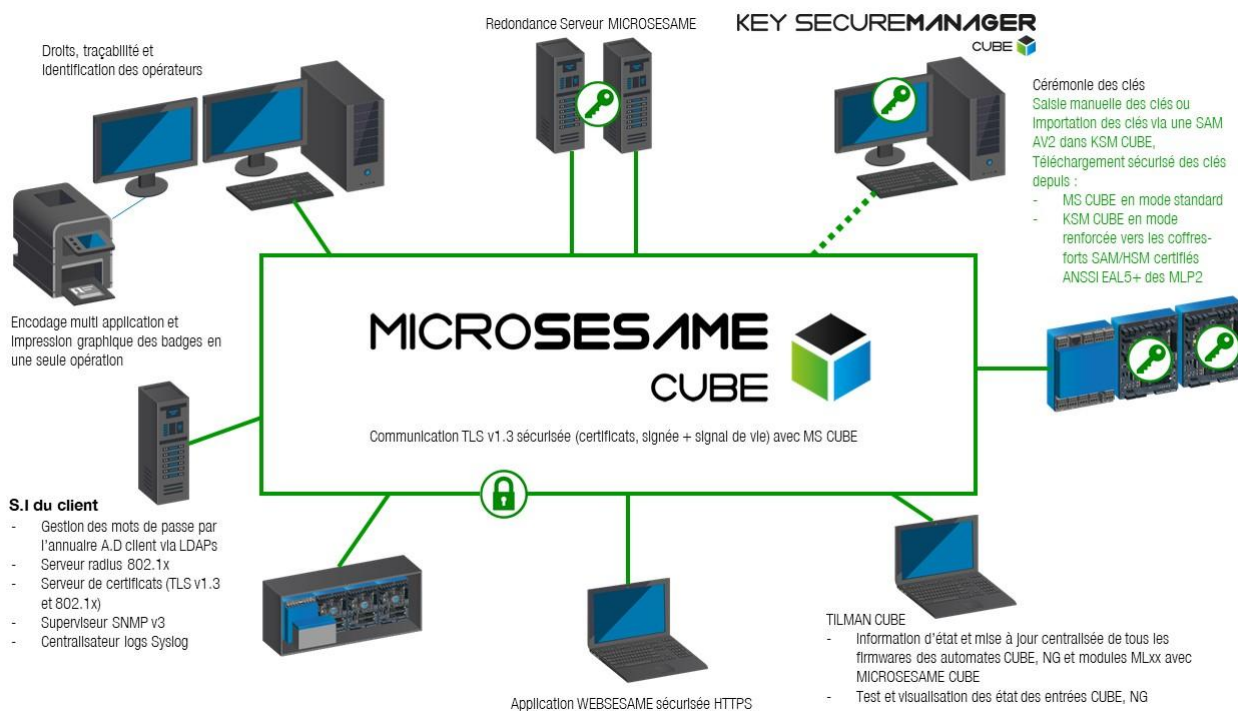 Redondance Serveur MICROSESAME
KEY SECUREMANAGER
CUBE
Droits, traçabilité et
Identification des opérateurs
Cérémonie des clés
Saisie manuelle des clés ou
Importation des clés via une SAM
AV2 dans KSM CUBE,
Téléchargement sécurisé des clés
depuis :
- MS CUBE en mode standard
- KSM CUBE en mode
renforcée vers les coffres-
forts SAM/HSM certifiés
ANSSI EAL5+ des MLP2
Encodage multi application et
Impression graphique des badges en
une seule opération
MICROSESAME
CUBE
Communication TLS v1.3 sécurisée (certificats, signée + signal de vie) avec MS CUBE
S.I du client
- Gestion des mots de passe par
l'annuaire A.D client via LDAPs
- Serveur radius 802.1x
- Serveur de certificats (TLS v1.3
et 802.1x)
- Superviseur SNMP v3
- Centralisateur logs Syslog
Application WEBSESAME sécurisée HTTPS
TILMAN CUBE
- Information d'état et mise à jour centralisée de tous les
firmwares des automates CUBE, NG et modules MLxx avec
MICROSESAME CUBE
- Test et visualisation des état des entrées CUBE, NG